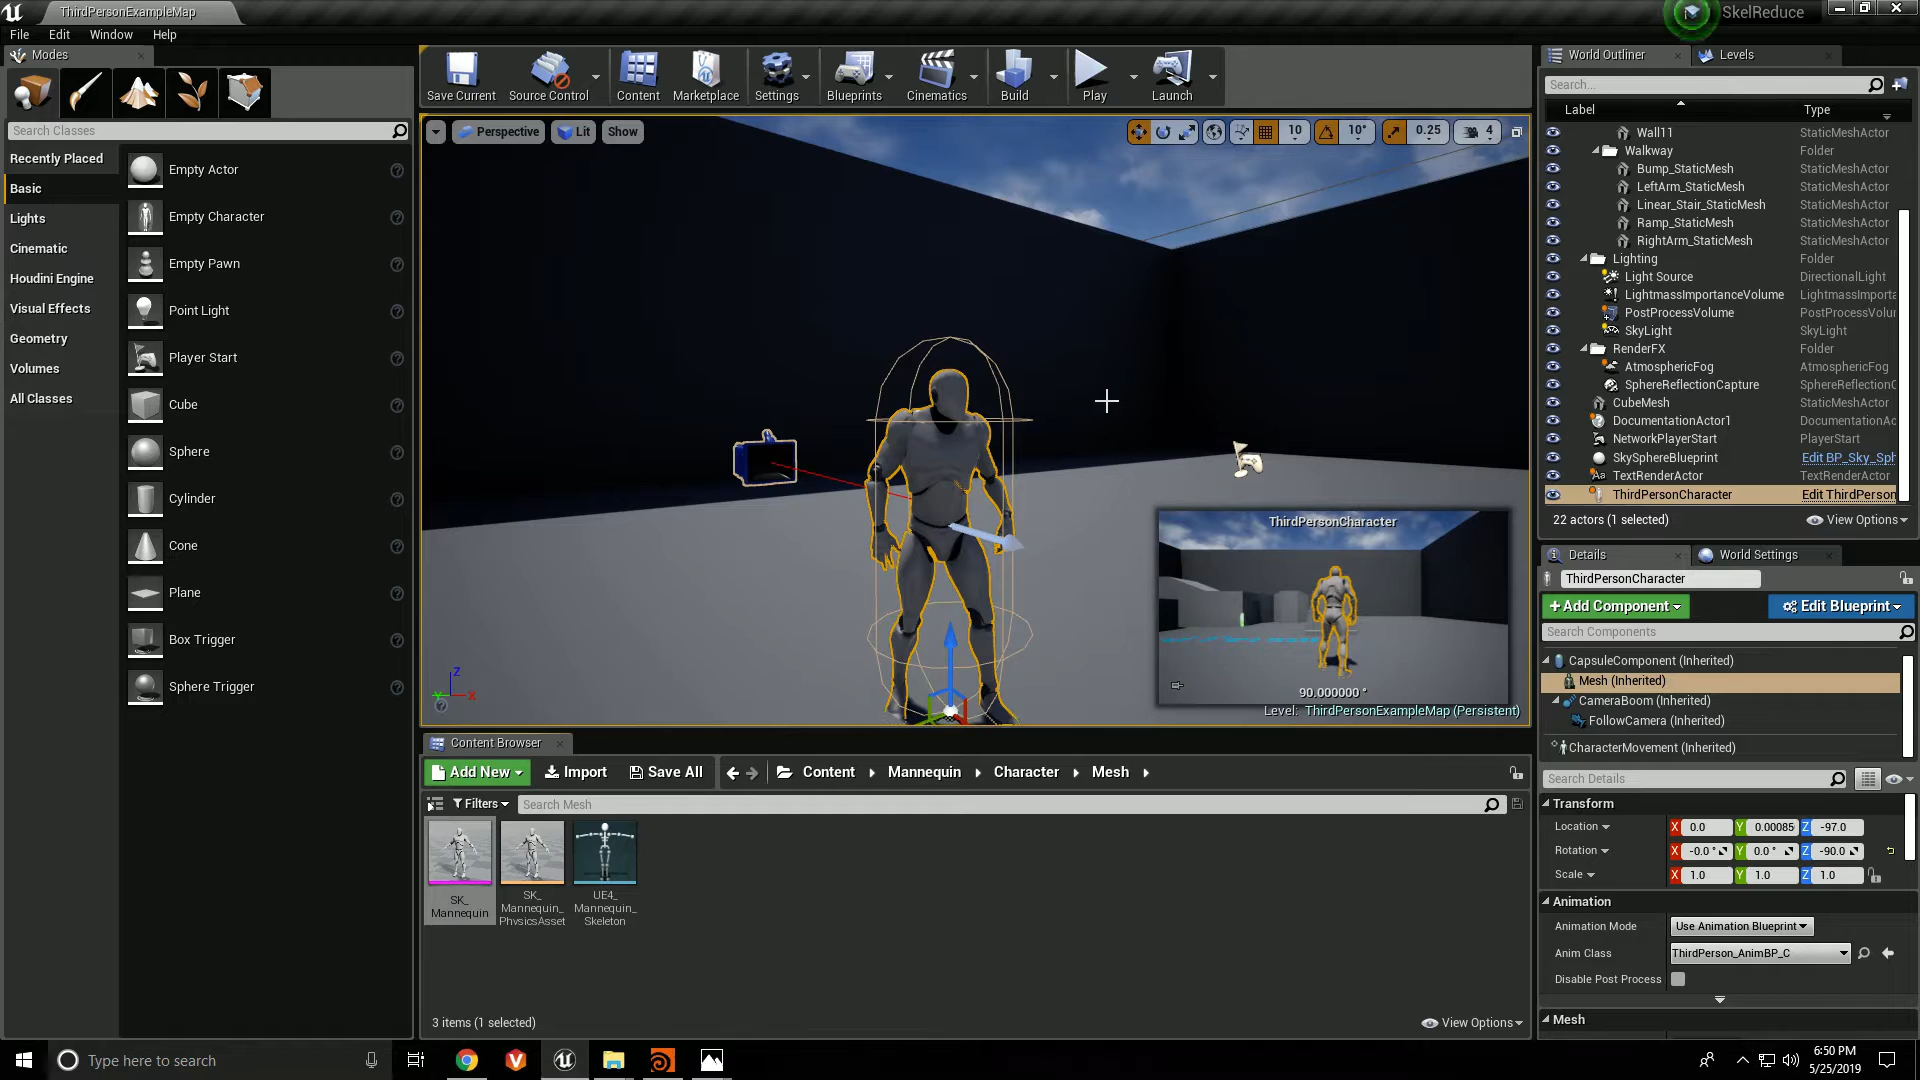 ThirdPersonExampleMap
SkelReduce
File Edit Window Help
Modes
Search Classes
Recently Placed
Basic
Lights
Cinematic
Houdini Engine
Visual Effects
Geometry
Volumes
All Classes
Empty Actor
Empty Character
Empty Pawn
Point Light
Player Start
Cube
Sphere
Cylinder
Cone
Plane
Box Trigger
Sphere Trigger
Save Current Source Control Content Marketplace Settings Blueprints Cinematics Build Play Launch
Perspective Lit Show
10 10° 0.25 4
ThirdPersonCharacter
90.000000 °
Level: ThirdPersonExampleMap (Persistent)
Z
Y X
Content Browser
Add New Import Save All Content Mannequin Character Mesh
Filters Search Mesh
SK_
Mannequin
SK_
Mannequin_
PhysicsAsset
UE4_
Mannequin_
Skeleton
3 items (1 selected)
View Options
World Outliner Levels
Search...
Label Type
Wall11 StaticMeshActor
Walkway Folder
Bump_StaticMesh StaticMeshActor
LeftArm_StaticMesh StaticMeshActor
Linear_Stair_StaticMesh StaticMeshActor
Ramp_StaticMesh StaticMeshActor
RightArm_StaticMesh StaticMeshActor
Lighting Folder
Light Source DirectionalLight
LightmassImportanceVolume LightmassImporta
PostProcessVolume PostProcessVolur
SkyLight SkyLight
RenderFX Folder
AtmosphericFog AtmosphericFog
SphereReflectionCapture SphereReflectionC
CubeMesh StaticMeshActor
DocumentationActor1 DocumentationAc
NetworkPlayerStart PlayerStart
SkySphereBlueprint Edit BP_Sky_Sph
TextRenderActor TextRenderActor
ThirdPersonCharacter Edit ThirdPerson
22 actors (1 selected) View Options
Details World Settings
ThirdPersonCharacter
Add Component Edit Blueprint
Search Components
CapsuleComponent (Inherited)
Mesh (Inherited)
CameraBoom (Inherited)
FollowCamera (Inherited)
CharacterMovement (Inherited)
Search Details
Transform
Location X 0.0 Y 0.00085 Z -97.0
Rotation X -0.0 ° Y 0.0 ° Z -90.0
Scale X 1.0 Y 1.0 Z 1.0
Animation
Animation Mode Use Animation Blueprint
Anim Class ThirdPerson_AnimBP_C
Disable Post Process
Mesh
Type here to search
6:50 PM
5/25/2019